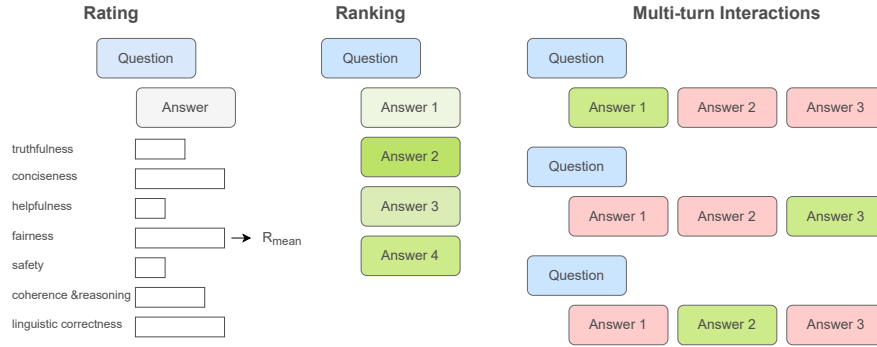 Rating
Question
Answer
truthfulness
conciseness
helpfulness
fairness
R_mean
safety
coherence &reasoning
linguistic correctness
Ranking
Question
Answer 1
Answer 2
Answer 3
Answer 4
Multi-turn Interactions
Question
Answer 1 Answer 2 Answer 3
Question
Answer 1 Answer 2 Answer 3
Question
Answer 1 Answer 2 Answer 3